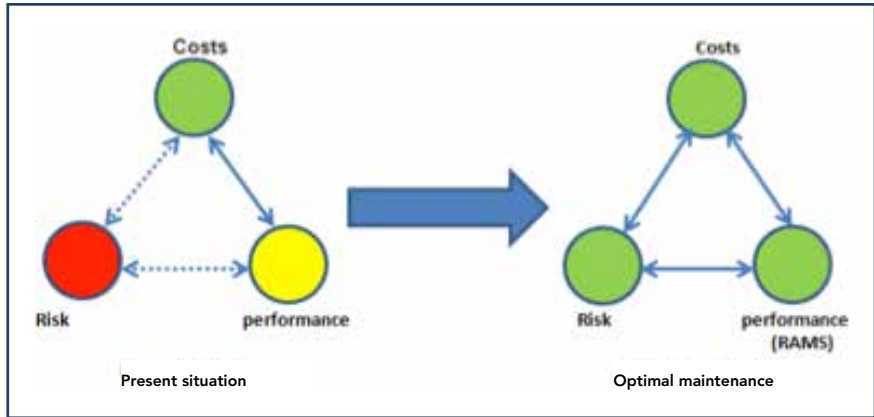 Costs
Risk
performance
Present situation
Costs
Risk
performance
(RAMS)
Optimal maintenance